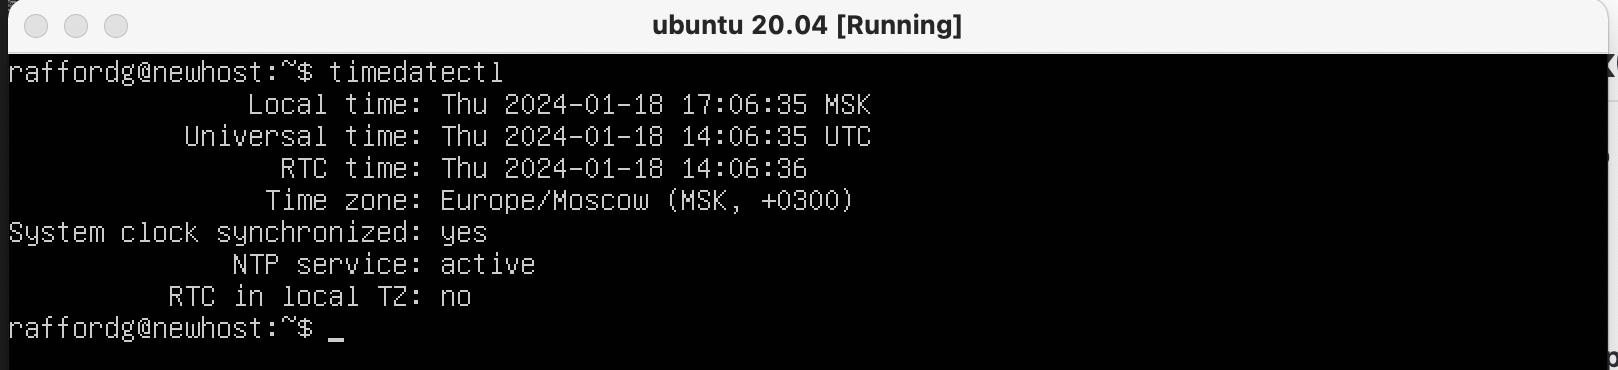 ubuntu 20.04 [Running]
raffordg@newhost:~$ timedatectl
Local time: Thu 2024-01-18 17:06:35 MSK
Universal time: Thu 2024-01-18 14:06:35 UTC
RTC time: Thu 2024-01-18 14:06:36
Time zone: Europe/Moscow (MSK, +0300)
System clock synchronized: yes
NTP service: active
RTC in local TZ: no
raffordg@newhost:~$ _